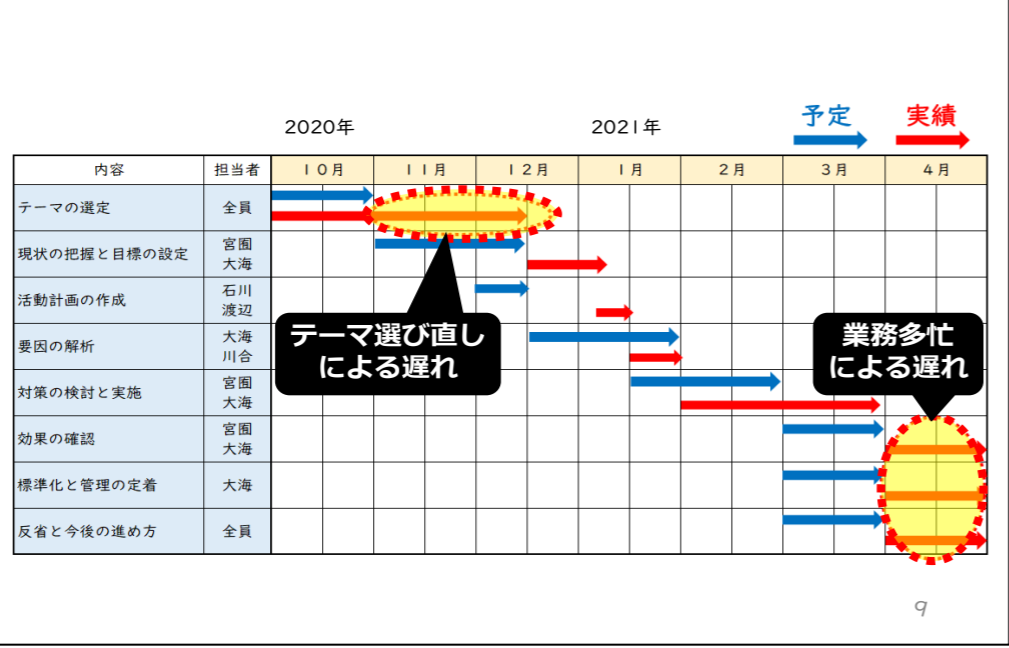 予定 実績
2020年 2021年
内容 担当者 10月 11月 12月 1月 2月 3月 4月
テーマの選定 全員
現状の把握と目標の設定 宮園
大海
活動計画の作成 石川
渡辺
テーマ選び直し
による遅れ
業務多忙
による遅れ
要因の解析 大海
川合
対策の検討と実施 宮園
大海
効果の確認 宮園
大海
標準化と管理の定着 大海
反省と今後の進め方 全員
9